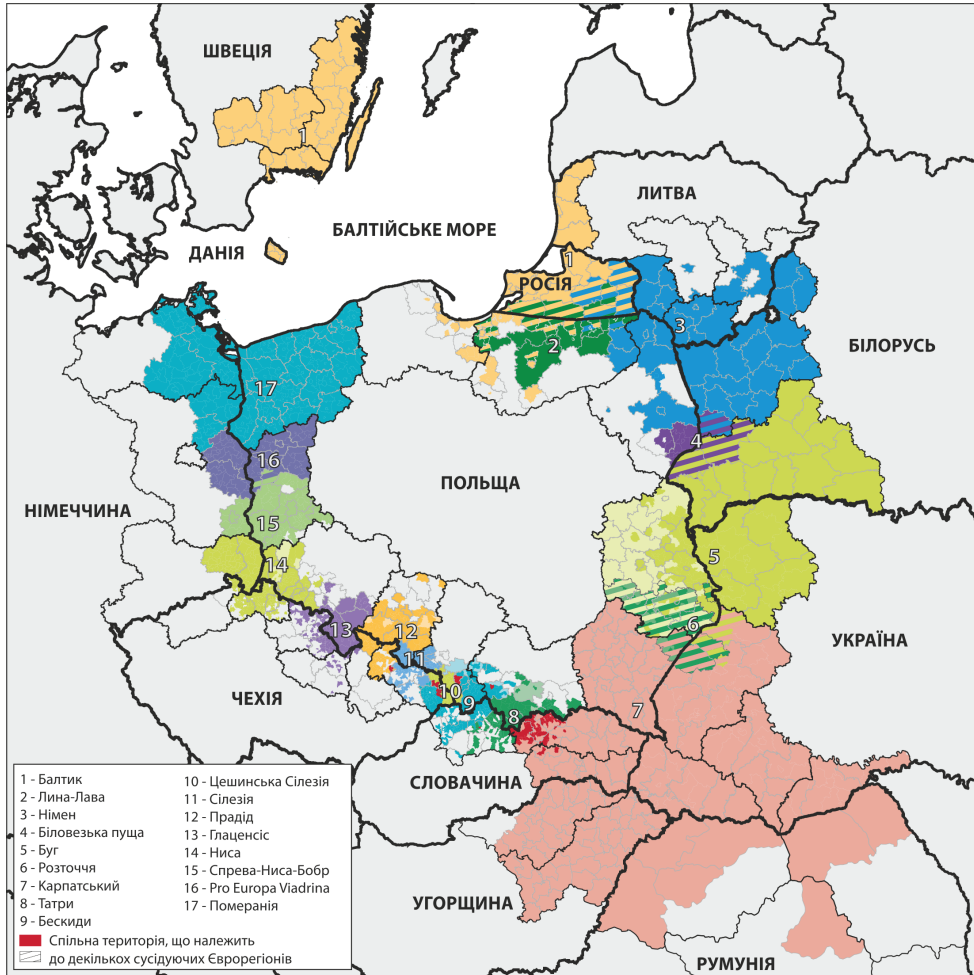 ШВЕЦІЯ
1
ЛИТВА
БАЛТІЙСЬКЕ МОРЕ
ДАНІЯ
1
РОСІЯ
3
2
БІЛОРУСЬ
17
4
16
ПОЛЬЩА
НІМЕЧЧИНА
15
5
14
6
13
12
УКРАЇНА
11
ЧЕХІЯ
10
9
8
7
СЛОВАЧИНА
УГОРЩИНА
РУМУНІЯ
1 - Балтик
2 - Лина-Лава
3 - Німен
4 - Біловезька пуща
5 - Буг
6 - Розточчя
7 - Карпатський
8 - Татри
9 - Бескиди
10 - Цешинська Сілезія
11 - Сілезія
12 - Прадід
13 - Глаценсіс
14 - Ниса
15 - Спрева-Ниса-Бобр
16 - Pro Europa Viadrina
17 - Померанія
Спільна територія, що належить
до декількох сусідуючих Єврорегіонів